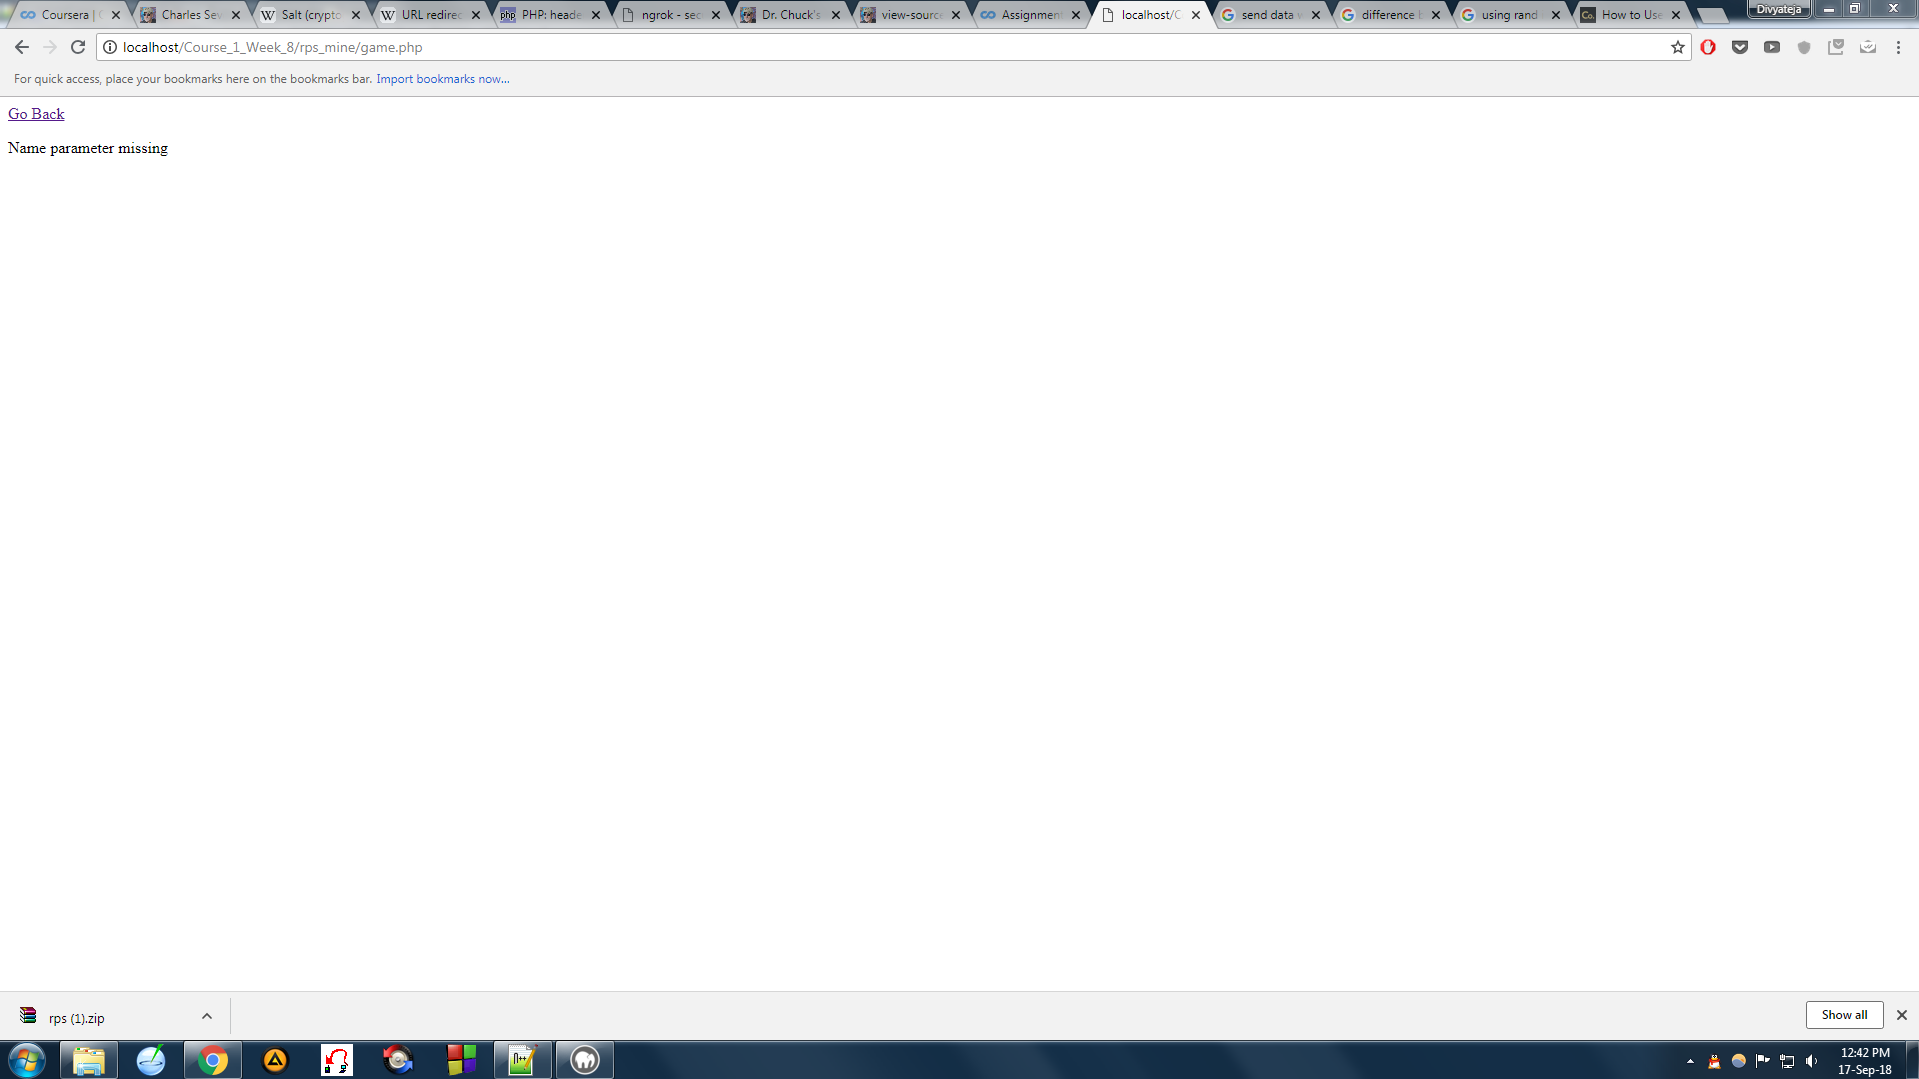 Coursera | C
Charles Sev
Salt (crypto
URL redirec
php PHP: heade
ngrok - sec
Dr. Chuck's
view-source
Assignment
localhost/C
send data w
difference b
using rand
Co. How to Use
Divyateja
localhost/Course_1_Week_8/rps_mine/game.php
For quick access, place your bookmarks here on the bookmarks bar. Import bookmarks now...
Go Back
Name parameter missing
rps (1).zip
Show all
12:42 PM
17-Sep-18